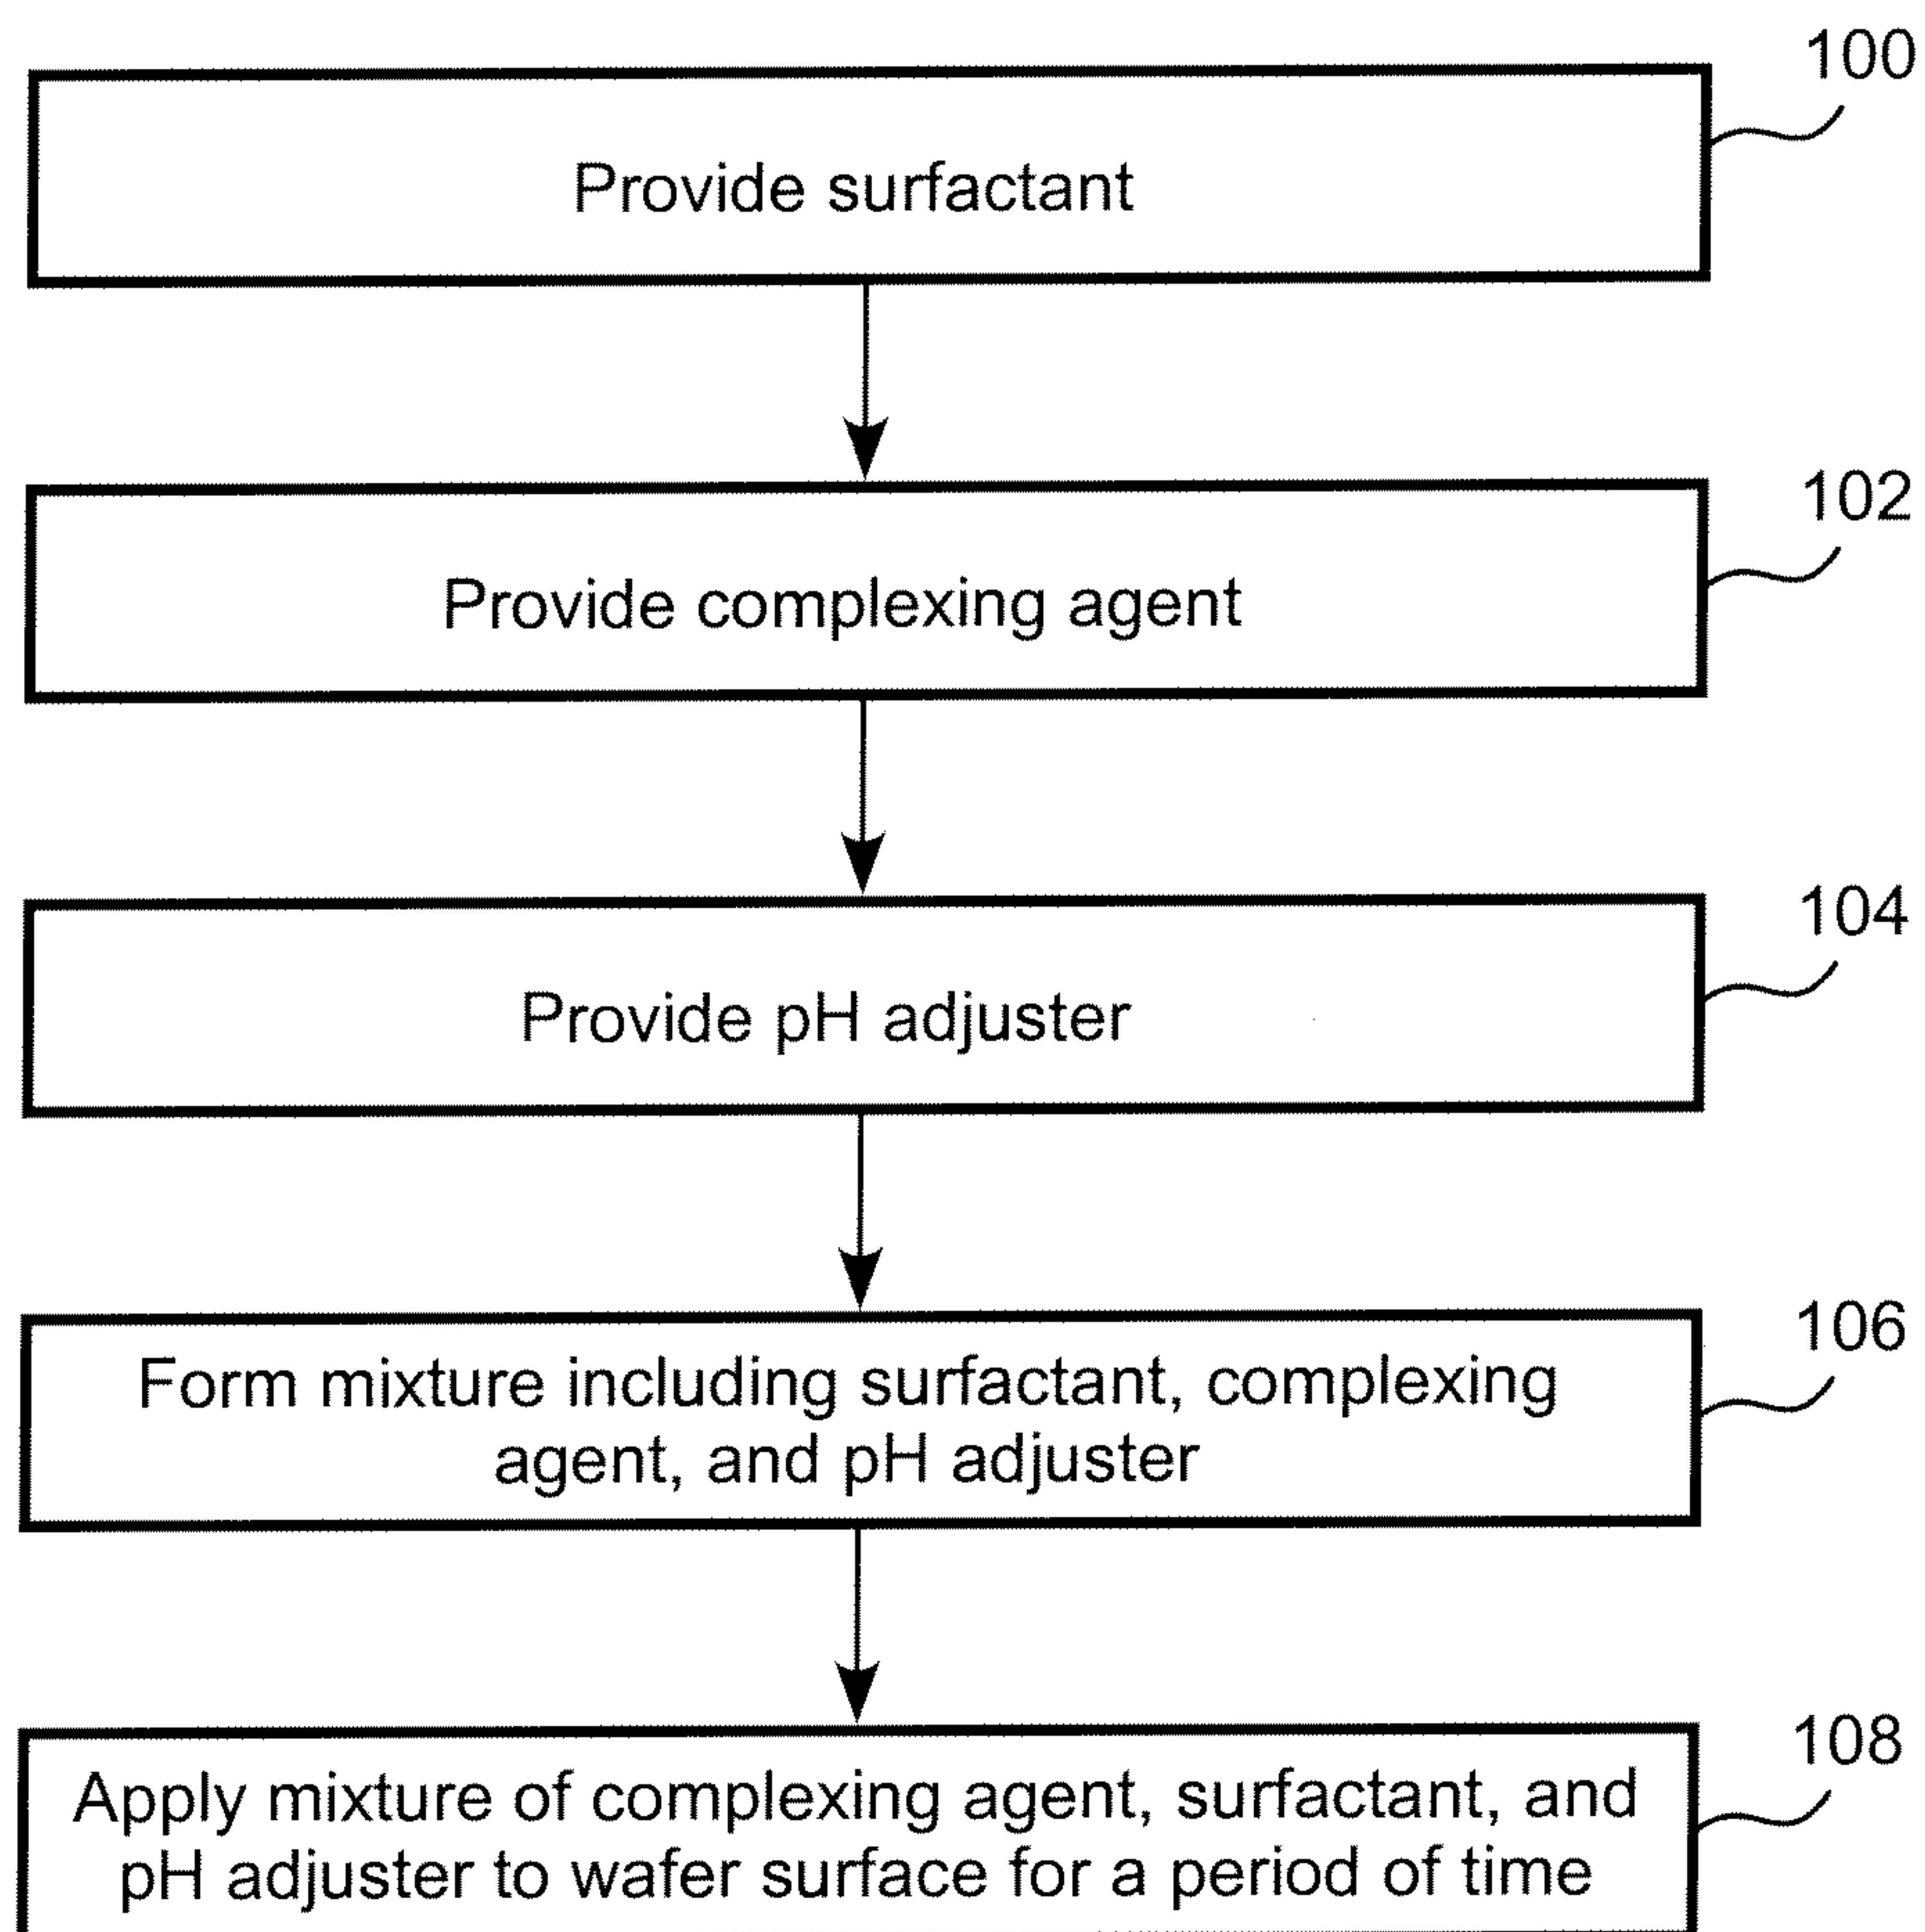 100
Provide surfactant
102
Provide complexing agent
104
Provide pH adjuster
106
Form mixture including surfactant, complexing
agent, and pH adjuster
108
Apply mixture of complexing agent, surfactant, and
pH adjuster to wafer surface for a period of time